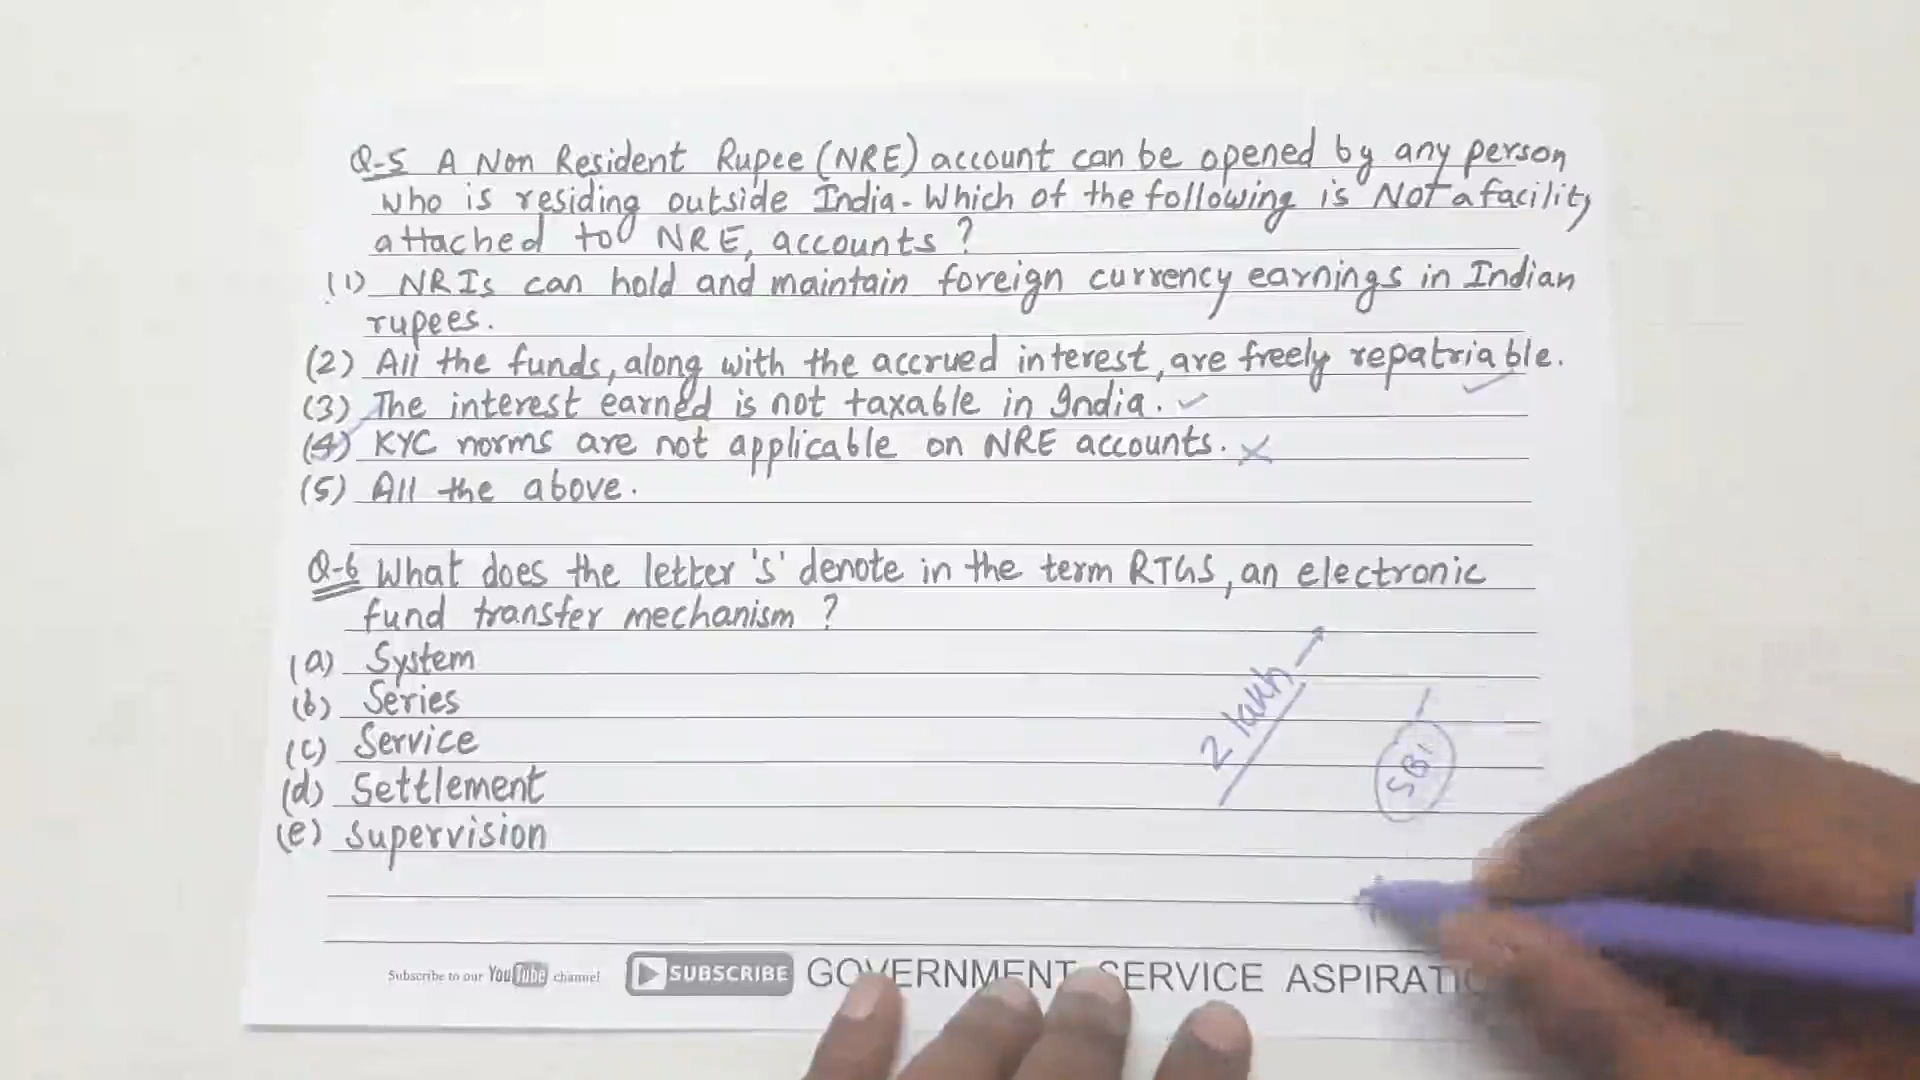 Q-5 A Non Resident Rupee (NRE) account can be opened by any person
who is residing outside India. Which of the following is Not a facility
attached to NRE, accounts?
(1) NRIs can hold and maintain foreign currency earnings in Indian
rupees.
(2) All the funds, along with the accrued interest, are freely repatriable.
(3) The interest earned is not taxable in India.
(4) KYC norms are not applicable on NRE accounts.
(5) All the above.
Q-6 What does the letter 's' denote in the term RTGS, an electronic
fund transfer mechanism?
(a) System
(b) Series
(c) Service
(d) Settlement
(e) Supervision
2 lakh
SBI
Subscribe to our YouTube channel SUBSCRIBE GOVERNMENT SERVICE ASPIRATIO